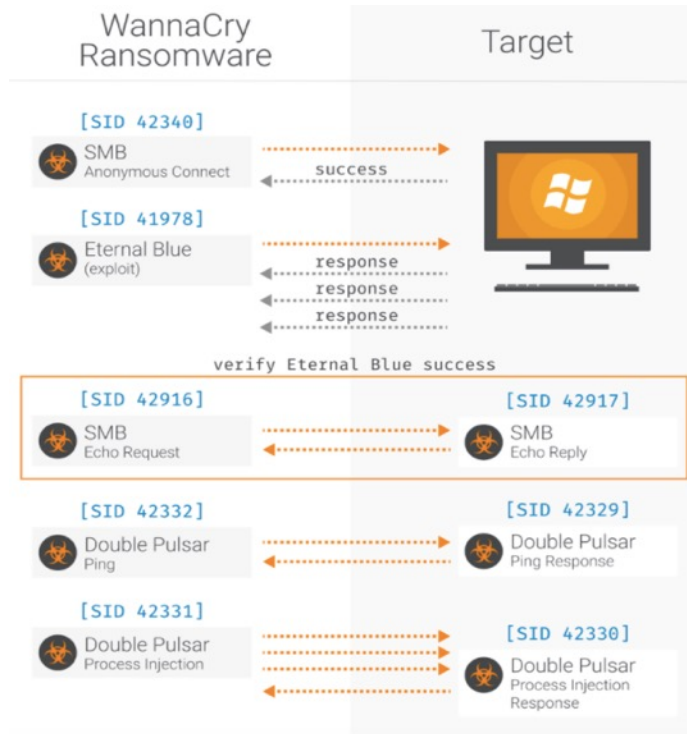 WannaCry
Ransomware
Target
[SID 42340]
SMB
Anonymous Connect
success
[SID 41978]
Eternal Blue
(exploit)
response
response
response
verify Eternal Blue success
[SID 42916]
SMB
Echo Request
[SID 42917]
SMB
Echo Reply
[SID 42332]
Double Pulsar
Ping
[SID 42329]
Double Pulsar
Ping Response
[SID 42331]
Double Pulsar
Process Injection
[SID 42330]
Double Pulsar
Process Injection
Response